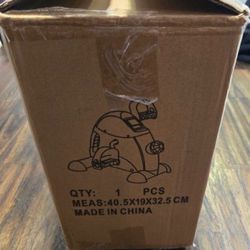 QTY: 1 PCS
MEAS:40.5X19X32.5 CM
MADE IN CHINA